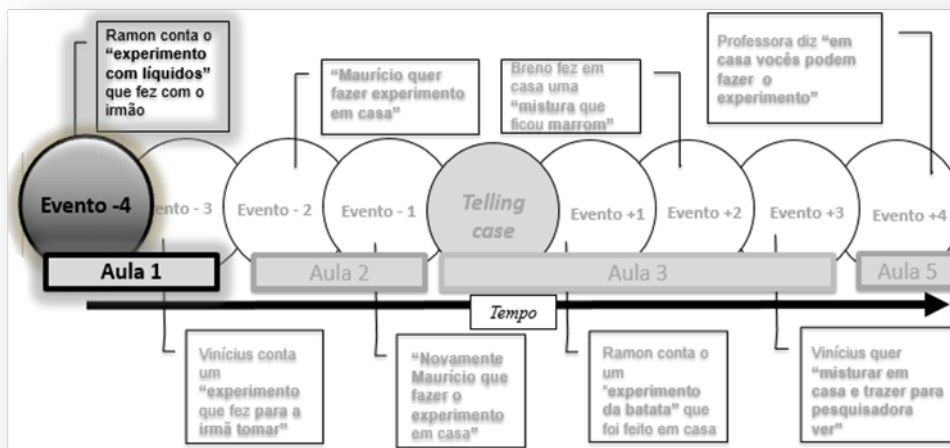 Ramon conta o
“experimento
com líquidos”
que fez com o
irmão
“Maurício quer
fazer experimento
em casa”
Breno fez em
casa uma
“mistura que
ficou marrom”
Professora diz “em
casa vocês podem
fazer o
experimento”
Evento -4
Evento - 3
Evento - 2
Evento - 1
Telling
case
Evento +1
Evento +2
Evento +3
Evento +4
Aula 1
Aula 2
Aula 3
Aula 5
Tempo
Vinícius conta
um
“experimento
que fez para a
irmã tomar”
“Novamente
Maurício que
fazer o
experimento
em casa”
Ramon conta o
um
“experimento
da batata” que
foi feito em casa
Vinícius quer
“misturar em
casa e trazer para
pesquisadora
ver”